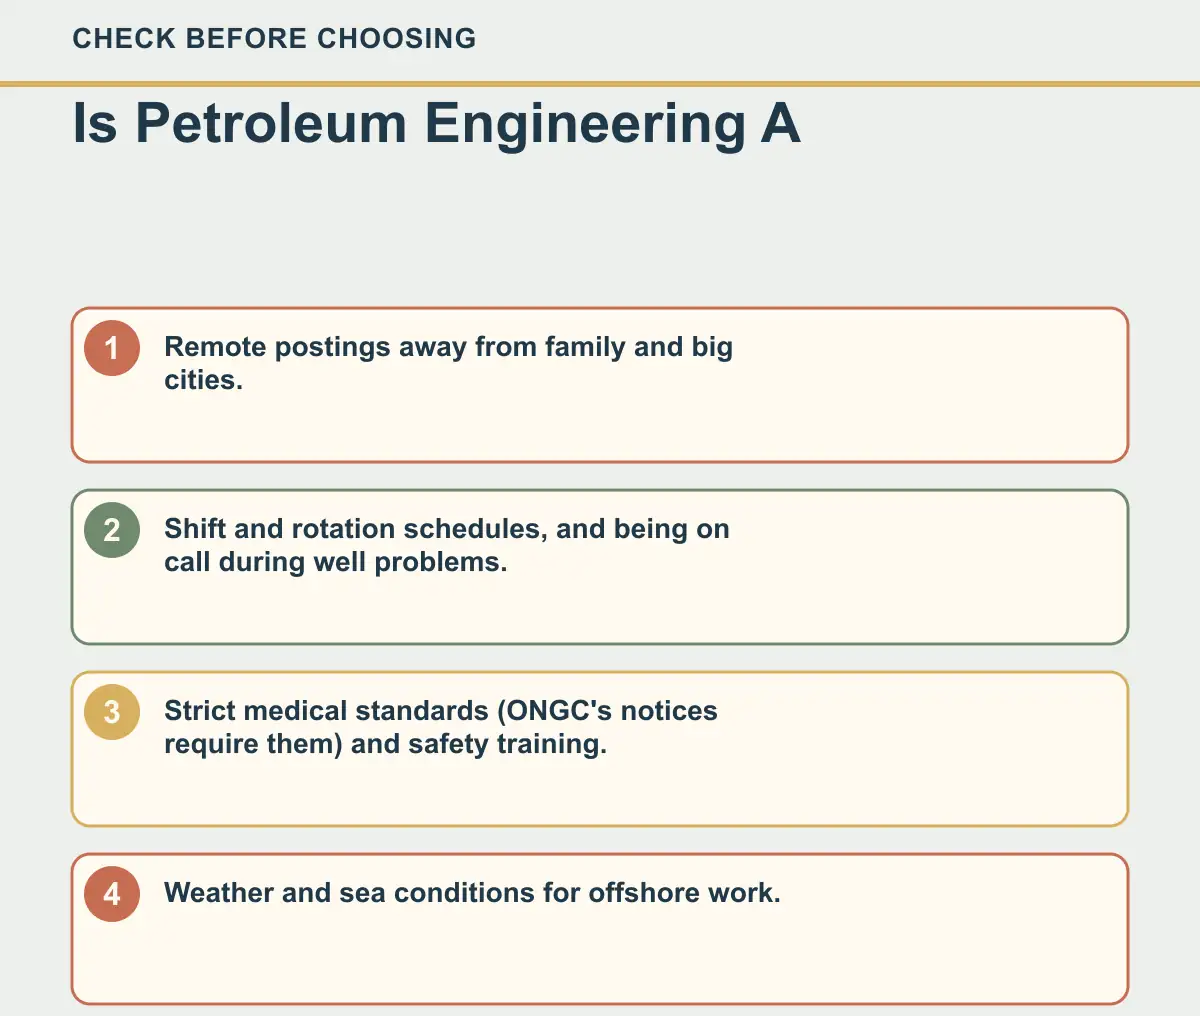 CHECK BEFORE CHOOSING
Is Petroleum Engineering A
1
Remote postings away from family and big
cities.
2
Shift and rotation schedules, and being on
call during well problems.
3
Strict medical standards (ONGC's notices
require them) and safety training.
4
Weather and sea conditions for offshore work.